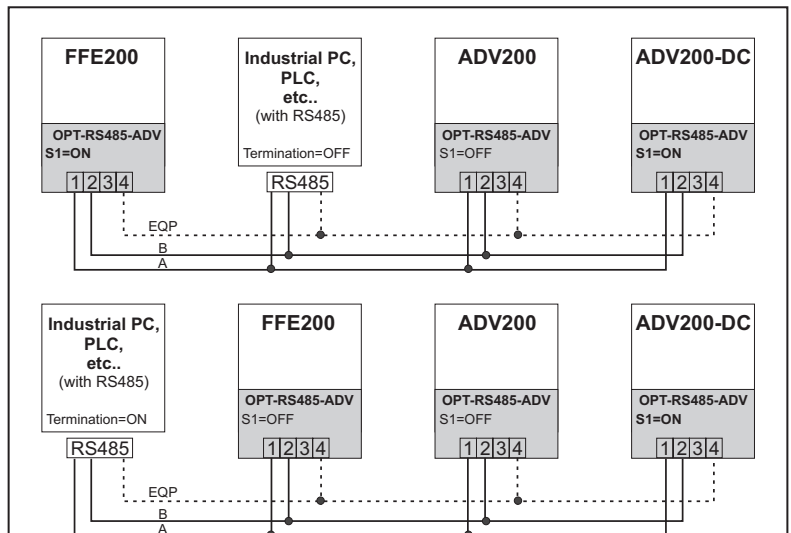 FFE200
OPT-RS485-ADV
S1=ON
1 2 3 4
Industrial PC,
PLC,
etc..
(with RS485)
Termination=OFF
RS485
ADV200
OPT-RS485-ADV
S1=OFF
1 2 3 4
ADV200-DC
OPT-RS485-ADV
S1=ON
1 2 3 4
EQP
B
A
Industrial PC,
PLC,
etc..
(with RS485)
Termination=ON
RS485
FFE200
OPT-RS485-ADV
S1=OFF
1 2 3 4
ADV200
OPT-RS485-ADV
S1=OFF
1 2 3 4
ADV200-DC
OPT-RS485-ADV
S1=ON
1 2 3 4
EQP
B
A